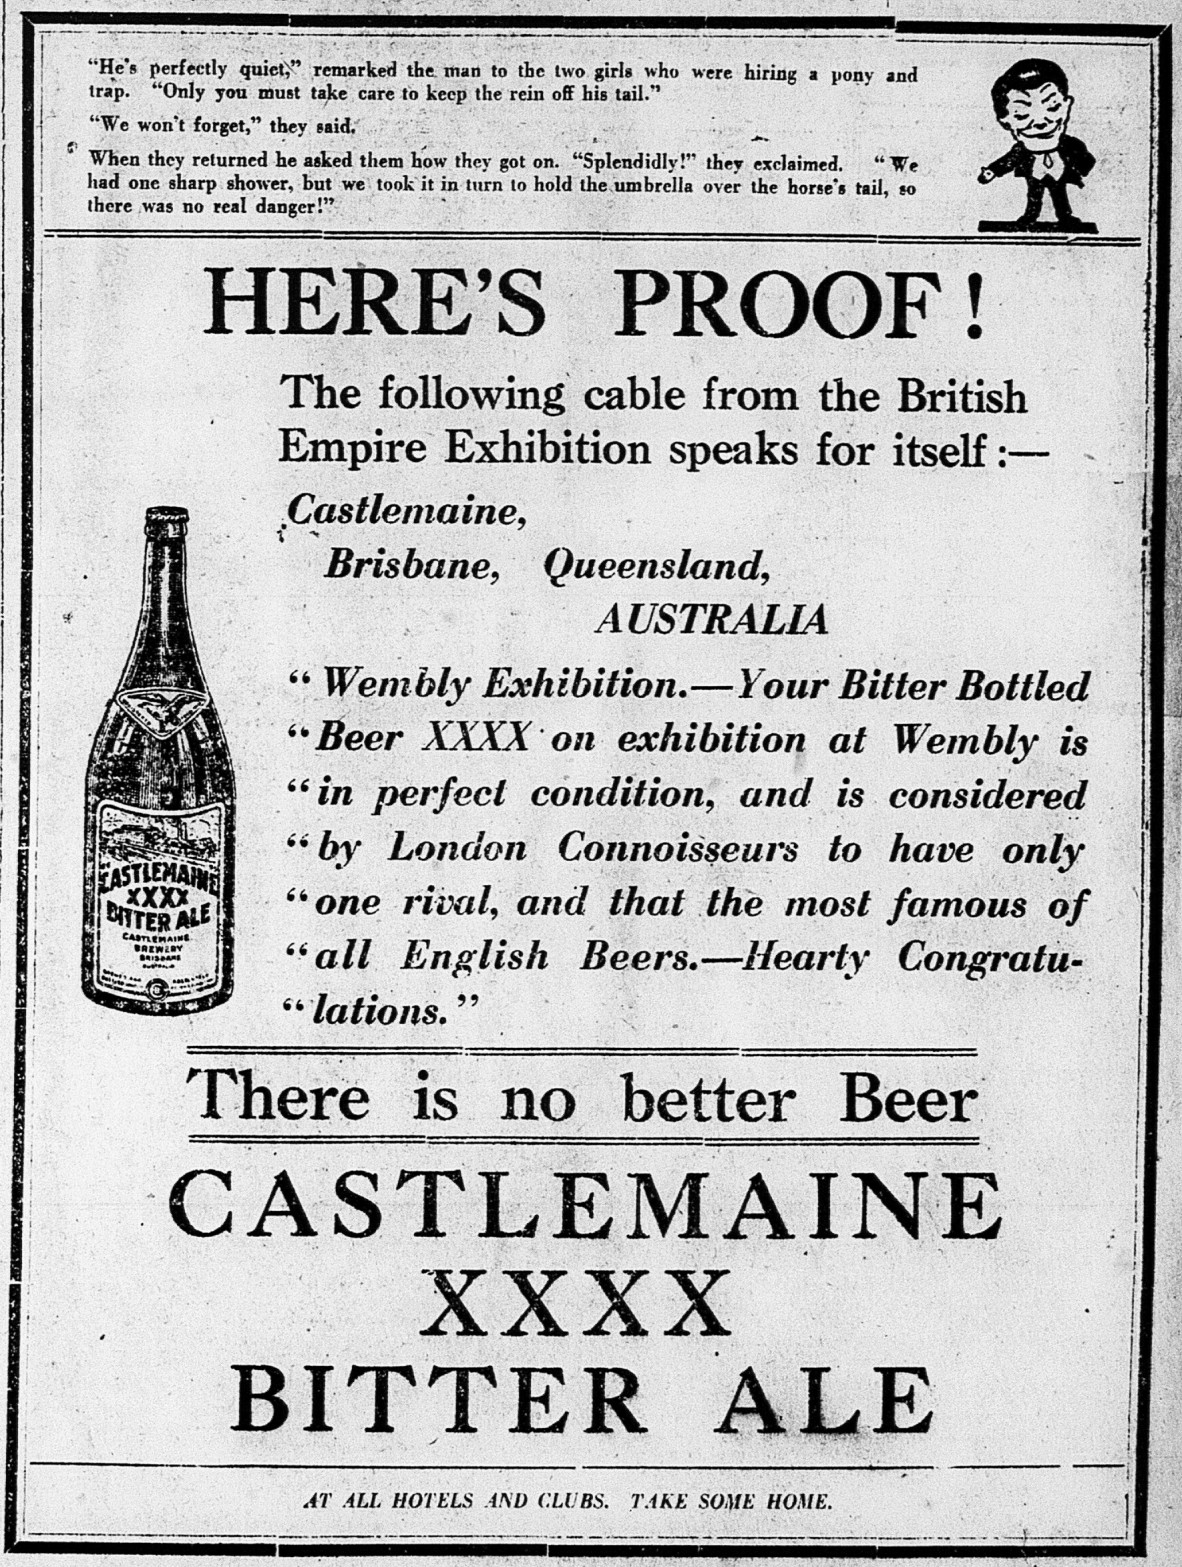 "He's perfectly quiet," remarked the man to the two girls who were hiring a pony and
trap. "Only you must take care to keep the rein off his tail."
"We won't forget," they said.
When they returned he asked them how they got on. "Splendidly!" they exclaimed. "We
had one sharp shower, but we took it in turn to hold the umbrella over the horse's tail, so
there was no real danger!"
HERE'S PROOF!
The following cable from the British
Empire Exhibition speaks for itself:—
Castlemaine,
Brisbane, Queensland,
AUSTRALIA
"Wembly Exhibition.—Your Bitter Bottled
"Beer XXXX on exhibition at Wembly is
"in perfect condition, and is considered
"by London Connoisseurs to have only
"one rival, and that the most famous of
"all English Beers.—Hearty Congratu-
"lations."
CASTLEMAINE
XXXX
BITTER ALE
CASTLEMAINE
BREWERY
BRISBANE
There is no better Beer
CASTLEMAINE
XXXX
BITTER ALE
AT ALL HOTELS AND CLUBS. TAKE SOME HOME.